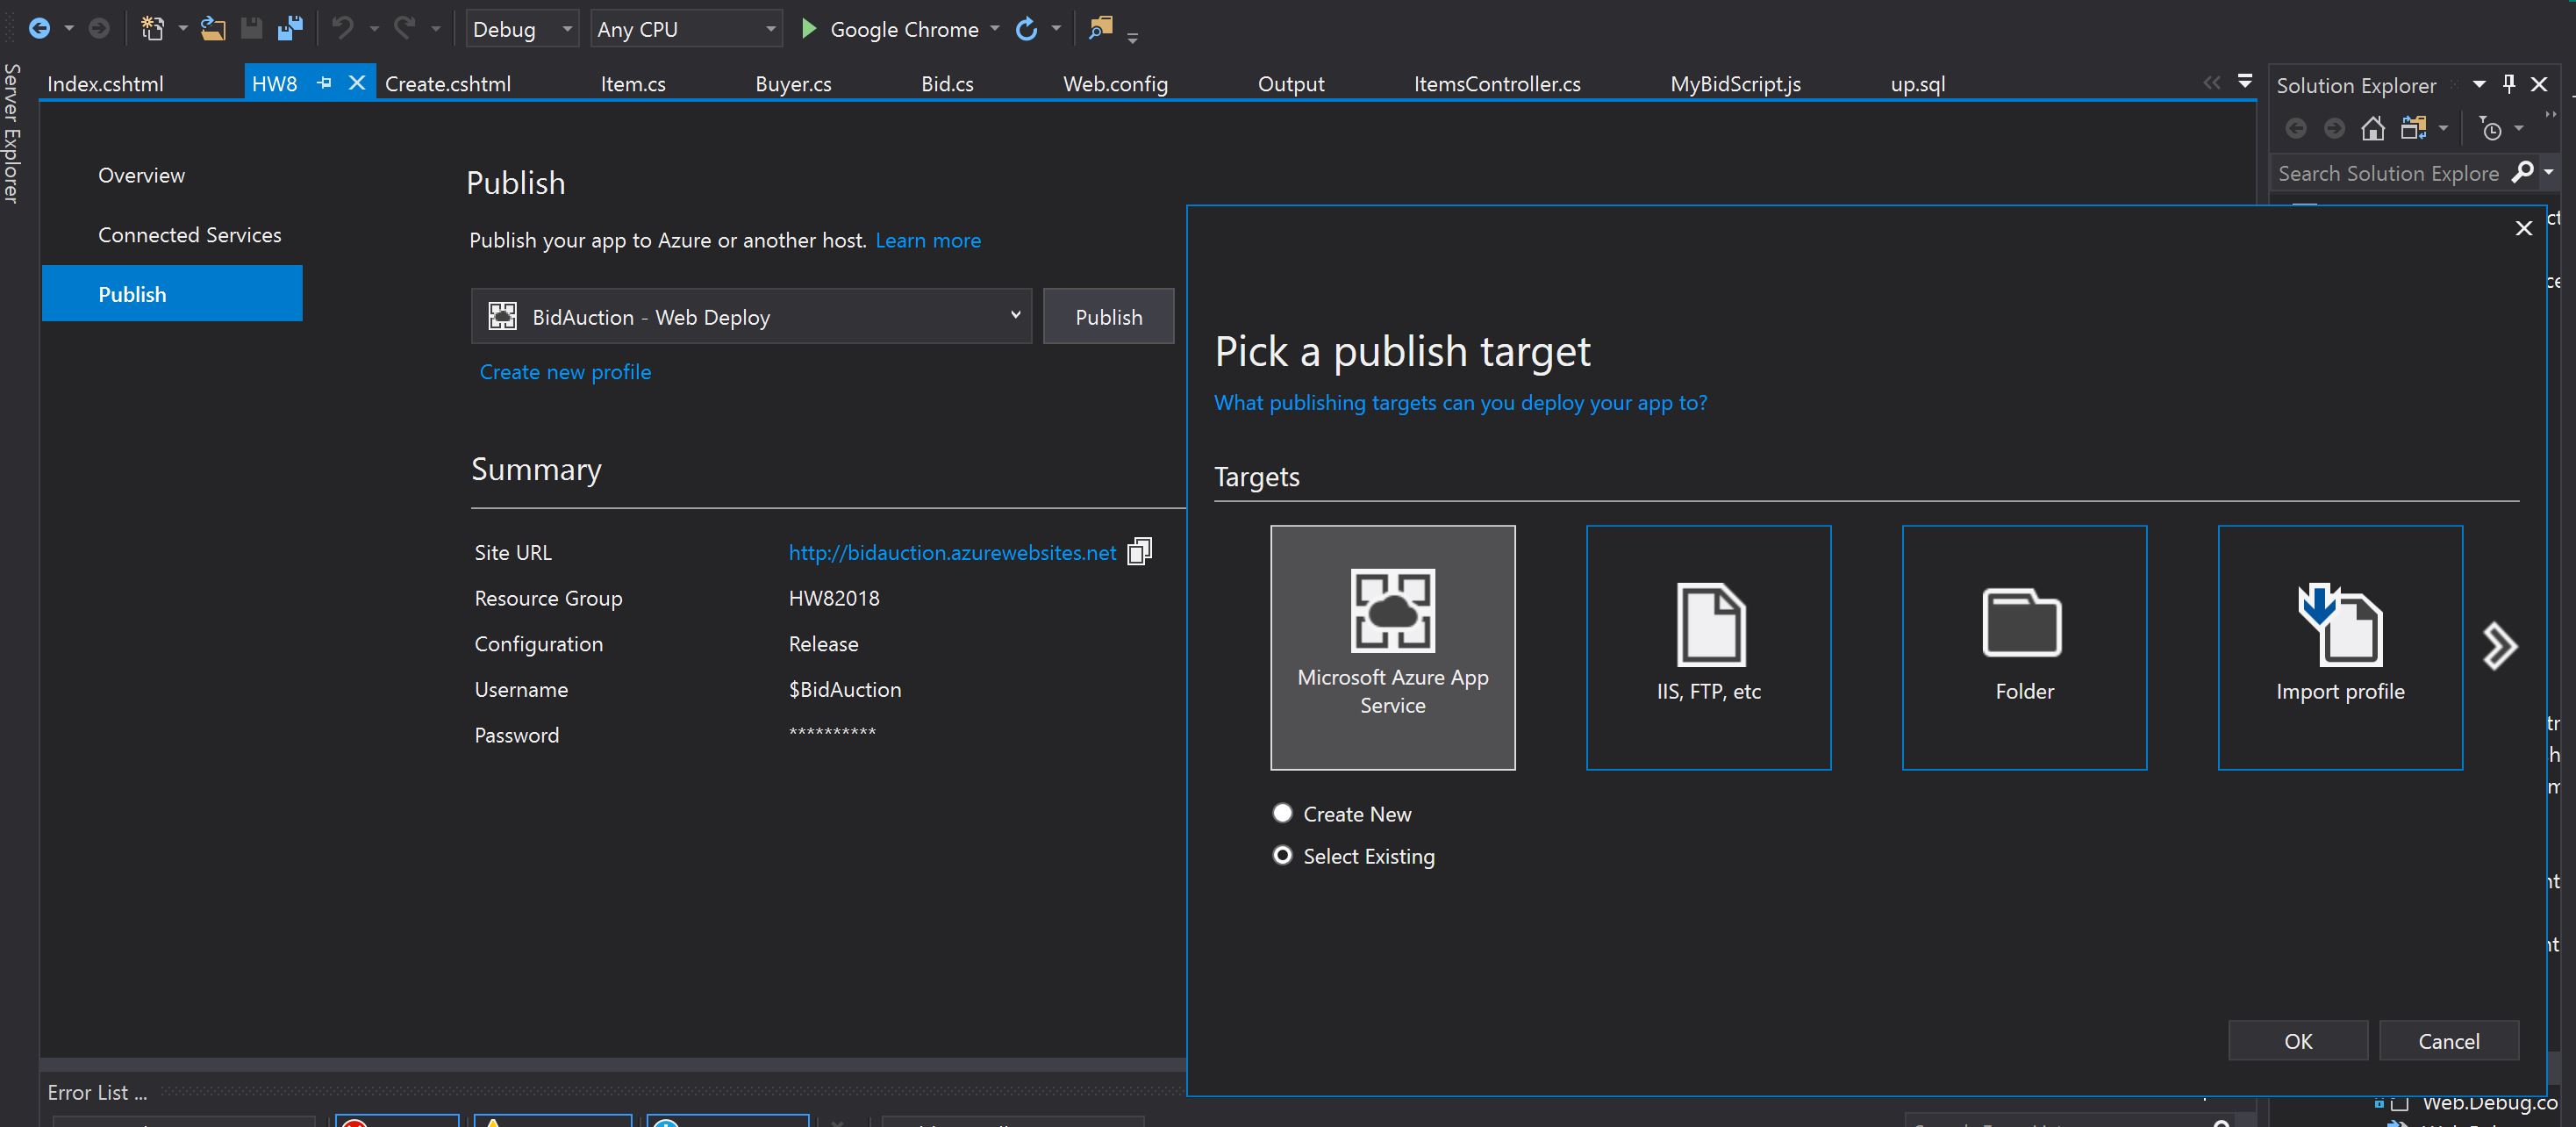 Debug
Any CPU
Google Chrome
Server Explorer
Index.cshtml
HW8
Create.cshtml
Item.cs
Buyer.cs
Bid.cs
Web.config
Output
ItemsController.cs
MyBidScript.js
up.sql
Solution Explorer
Search Solution Explore
Overview
Connected Services
Publish
Publish
Publish your app to Azure or another host. Learn more
BidAuction - Web Deploy
Publish
Create new profile
Summary
Site URL http://bidauction.azurewebsites.net
Resource Group HW82018
Configuration Release
Username $BidAuction
Password **********
Pick a publish target
What publishing targets can you deploy your app to?
Targets
Microsoft Azure App
Service
IIS, FTP, etc
Folder
Import profile
Create New
Select Existing
OK
Cancel
Error List ...
Web.Debug.co